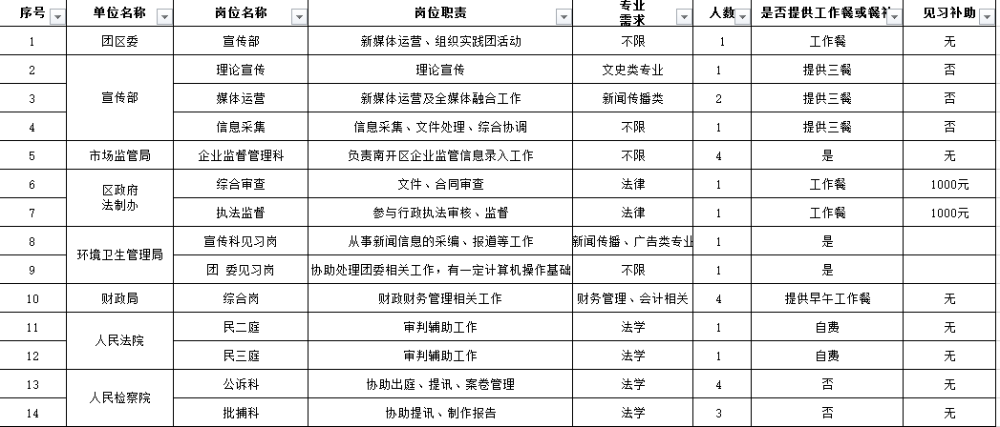 序号 单位名称 岗位名称 岗位职责 专业需求 人数 是否提供工作餐或餐补 见习补助
1 团区委 宣传部 新媒体运营、组织实践团活动 不限 1 工作餐 无
2 宣传部 理论宣传 理论宣传 文史类专业 1 提供三餐 否
3 媒体运营 新媒体运营及全媒体融合工作 新闻传播类 2 提供三餐 否
4 信息采集 信息采集、文件处理、综合协调 不限 1 提供三餐 否
5 市场监管局 企业监督管理科 负责南开区企业监管信息录入工作 不限 4 是 无
6 区政府法制办 综合审查 文件、合同审查 法律 1 工作餐 1000元
7 执法监督 参与行政执法审核、监督 法律 1 工作餐 1000元
8 环境卫生管理局 宣传科见习岗 从事新闻信息的采编、报道等工作 新闻传播、广告类专业 1 是
9 团 委见习岗 协助处理团委相关工作，有一定计算机操作基础 不限 1 是
10 财政局 综合岗 财政财务管理相关工作 财务管理、会计相关 4 提供早午工作餐 无
11 人民法院 民二庭 审判辅助工作 法学 1 自费 无
12 民三庭 审判辅助工作 法学 1 自费 无
13 人民检察院 公诉科 协助出庭、提讯、案卷管理 法学 4 否 无
14 批捕科 协助提讯、制作报告 法学 3 否 无